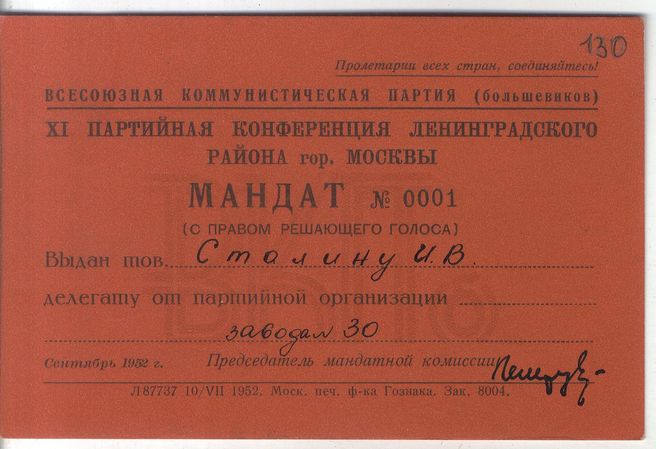 130
Пролетарии всех стран, соединяйтесь!
ВСЕСОЮЗНАЯ КОММУНИСТИЧЕСКАЯ ПАРТИЯ (большевиков)
XI ПАРТИЙНАЯ КОНФЕРЕНЦИЯ ЛЕНИНГРАДСКОГО
РАЙОНА гор. МОСКВЫ
МАНДАТ № 0001
(С ПРАВОМ РЕШАЮЩЕГО ГОЛОСА)
Выдан тов. Сталину И.В.
делегату от партийной организации
завода 30
Сентябрь 1952 г. Председатель мандатной комиссии
Л87737 10/VII 1952. Моск. печ. ф-ка Гознака. Зак. 8004.